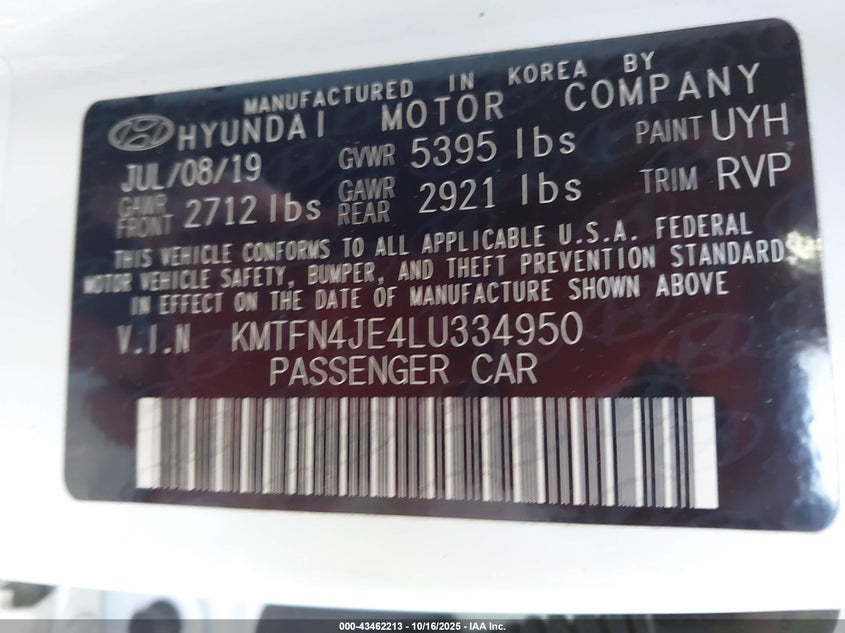 MANUFACTURED IN KOREA BY
HYUNDAI MOTOR COMPANY
JUL/08/19 GVWR 5395 lbs PAINT UYH
GAWR FRONT 2712 lbs GAWR REAR 2921 lbs TRIM RVP
THIS VEHICLE CONFORMS TO ALL APPLICABLE U.S.A. FEDERAL
MOTOR VEHICLE SAFETY, BUMPER, AND THEFT PREVENTION STANDARDS
IN EFFECT ON THE DATE OF MANUFACTURE SHOWN ABOVE
V.I.N KMTFN4JE4LU334950
PASSENGER CAR
000-43462213 - 10/16/2025 - IAA Inc.